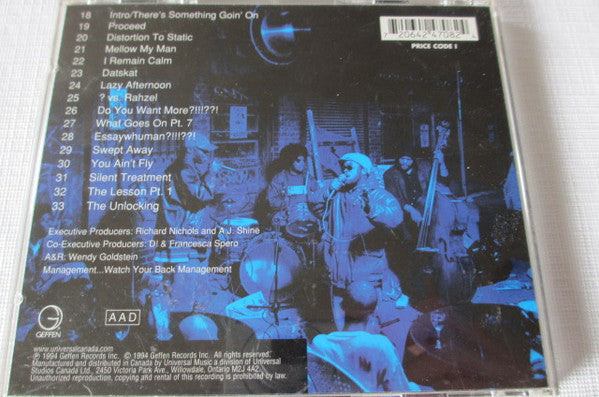 18 Intro/There's Something Goin' On
19 Proceed
20 Distortion To Static
21 Mellow My Man
22 I Remain Calm
23 Datskat
24 Lazy Afternoon
25 ? vs. Rahzel
26 Do You Want More?!!!??!
27 What Goes On Pt. 7
28 Essaywhuman?!!!??!
29 Swept Away
30 You Ain't Fly
31 Silent Treatment
32 The Lesson Pt. 1
33 The Unlocking
7 20642 47082
PRICE CODE I
Executive Producers: Richard Nichols and A.J. Shine
Co-Executive Producers: DI & Francesca Spero
A&R: Wendy Goldstein
Management...Watch Your Back Management
GEFFEN
AAD
www.universalcanada.com
℗ 1994 Geffen Records Inc. © 1994 Geffen Records Inc. All rights reserved.
Manufactured and distributed in Canada by Universal Music a division of Universal
Studios Canada Ltd., 2450 Victoria Park Ave., Willowdale, Ontario M2J 4A2.
Unauthorized reproduction, copying and rental of this recording is prohibited by law.